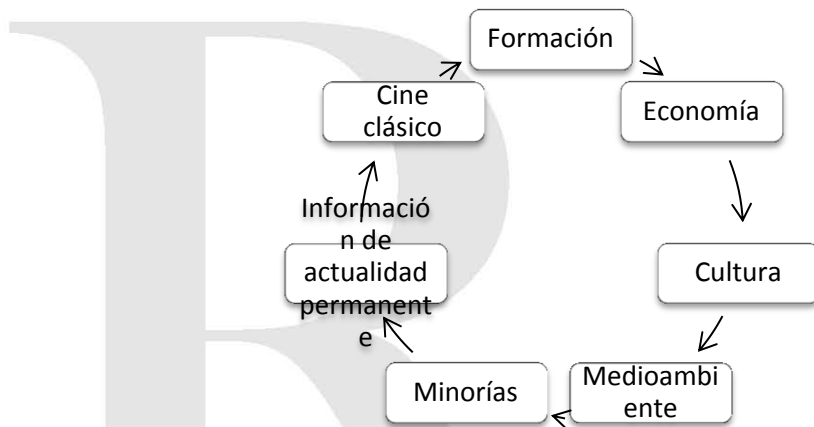 Formación
Economía
Cultura
Medioambi
ente
Minorías
Informació
n de
actualidad
permanent
e
Cine
clásico